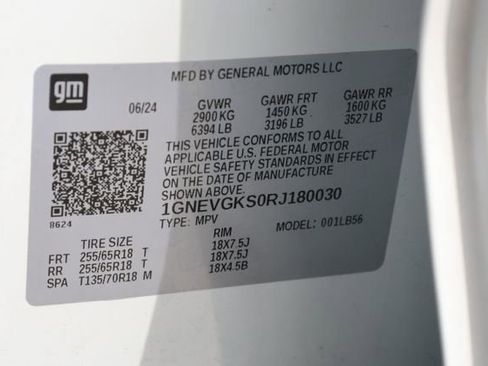 MFD BY GENERAL MOTORS LLC
gm
06/24 GVWR GAWR FRT GAWR RR
2900 KG 1450 KG 1600 KG
6394 LB 3196 LB 3527 LB
THIS VEHICLE CONFORMS TO ALL
APPLICABLE U.S. FEDERAL MOTOR
VEHICLE SAFETY STANDARDS IN EFFECT
ON THE DATE OF MANUFACTURE
SHOWN ABOVE.
1GNEVGKS0RJ180030
8624 TYPE: MPV MODEL: 001LB56
TIRE SIZE RIM
FRT 255/65R18 T 18X7.5J
RR 255/65R18 T 18X7.5J
SPA T135/70R18 M 18X4.5B